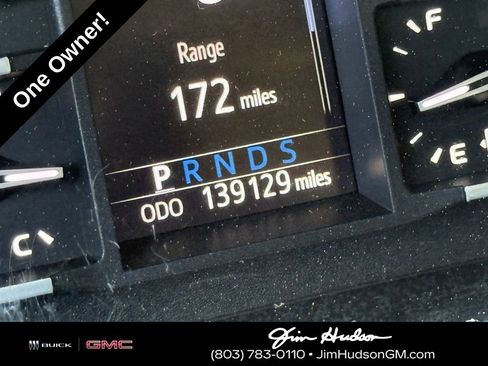 One Owner!
Range
172 miles
F
P R N D S
E
ODO 139129 miles
C
BUICK GMC Jim Hudson
(803) 783-0110 • JimHudsonGM.com